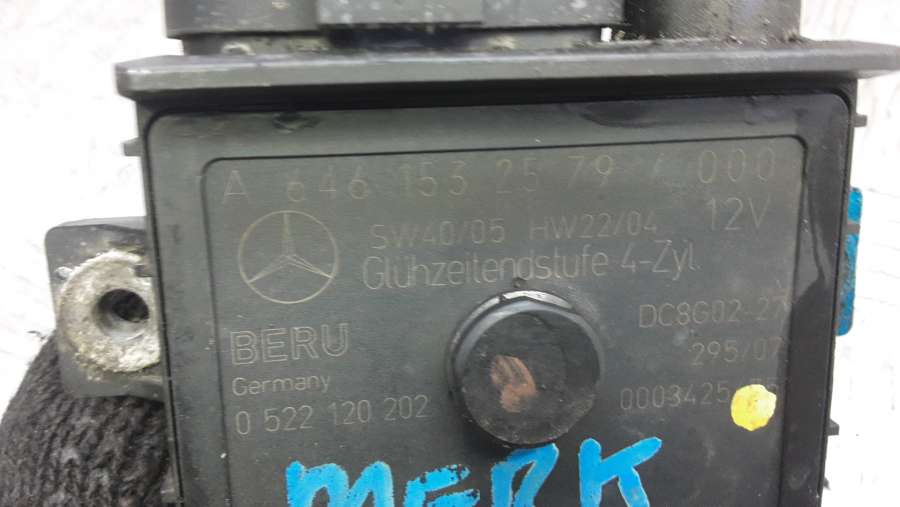 A 646 153 25 79 / 000
SW40/05 HW22/04 12V
Glühzeitendstufe 4-Zyl.
BERU
Germany
0 522 120 202
DC8G02-27
295/07
0003425
MERK